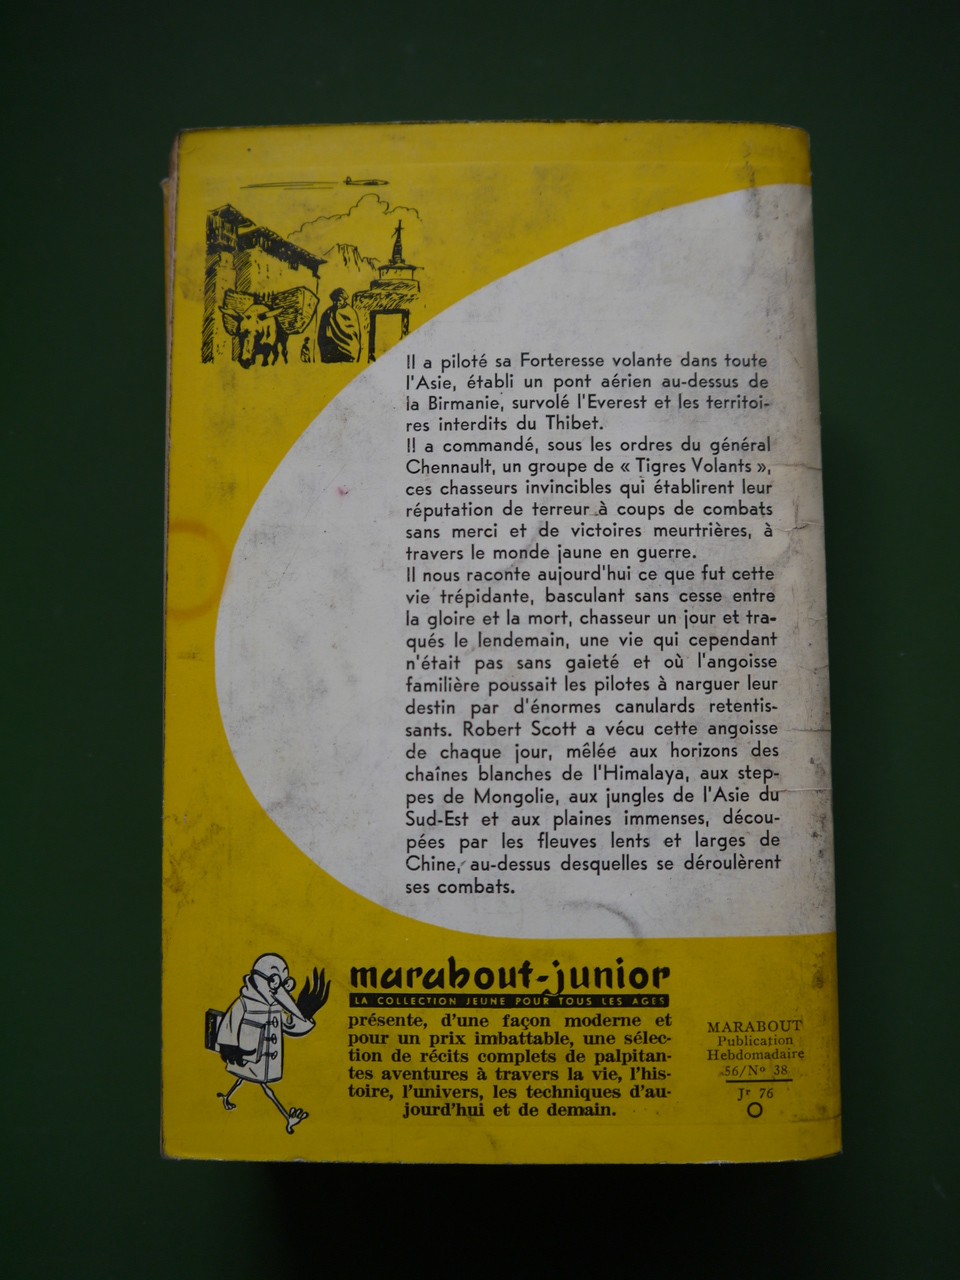 Il a piloté sa Forteresse volante dans toute
l'Asie, établi un pont aérien au-dessus de
la Birmanie, survolé l'Everest et les territoi-
res interdits du Thibet.
Il a commandé, sous les ordres du général
Chennault, un groupe de « Tigres Volants »,
ces chasseurs invincibles qui établirent leur
réputation de terreur à coups de combats
sans merci et de victoires meurtrières, à
travers le monde jaune en guerre.
Il nous raconte aujourd'hui ce que fut cette
vie trépidante, basculant sans cesse entre
la gloire et la mort, chasseur un jour et tra-
qués le lendemain, une vie qui cependant
n'était pas sans gaieté et où l'angoisse
familière poussait les pilotes à narguer leur
destin par d'énormes canulards retentis-
sants. Robert Scott a vécu cette angoisse
de chaque jour, mêlée aux horizons des
chaînes blanches de l'Himalaya, aux step-
pes de Mongolie, aux jungles de l'Asie du
Sud-Est et aux plaines immenses, décou-
pées par les fleuves lents et larges de
Chine, au-dessus desquelles se déroulèrent
ses combats.
marabout-junior
LA COLLECTION JEUNE POUR TOUS LES AGES
présente, d'une façon moderne et
pour un prix imbattable, une sélec-
tion de récits complets de palpitan-
tes aventures à travers la vie, l'his-
toire, l'univers, les techniques d'au-
jourd'hui et de demain.
MARABOUT
Publication
Hebdomadaire
56/Nº 38
Jr 76
O